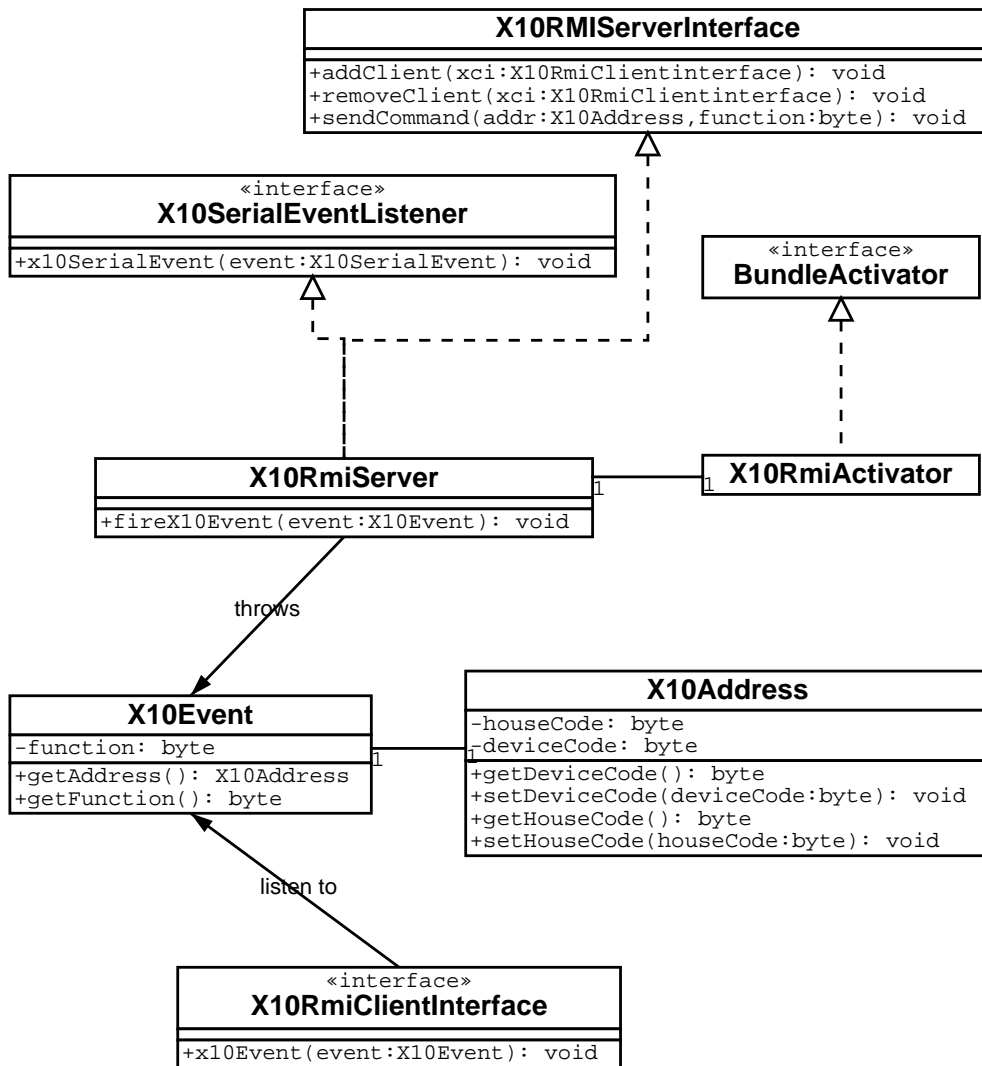 X10RMIServerInterface
+addClient(xci:X10RmiClientinterface): void
+removeClient(xci:X10RmiClientinterface): void
+sendCommand(addr:X10Address,function:byte): void
«interface»
X10SerialEventListener
+x10SerialEvent(event:X10SerialEvent): void
«interface»
BundleActivator
X10RmiServer
+fireX10Event(event:X10Event): void
1
1
X10RmiActivator
throws
X10Event
-function: byte
+getAddress(): X10Address
+getFunction(): byte
1
1
X10Address
-houseCode: byte
-deviceCode: byte
+getDeviceCode(): byte
+setDeviceCode(deviceCode:byte): void
+getHouseCode(): byte
+setHouseCode(houseCode:byte): void
listen to
«interface»
X10RmiClientInterface
+x10Event(event:X10Event): void